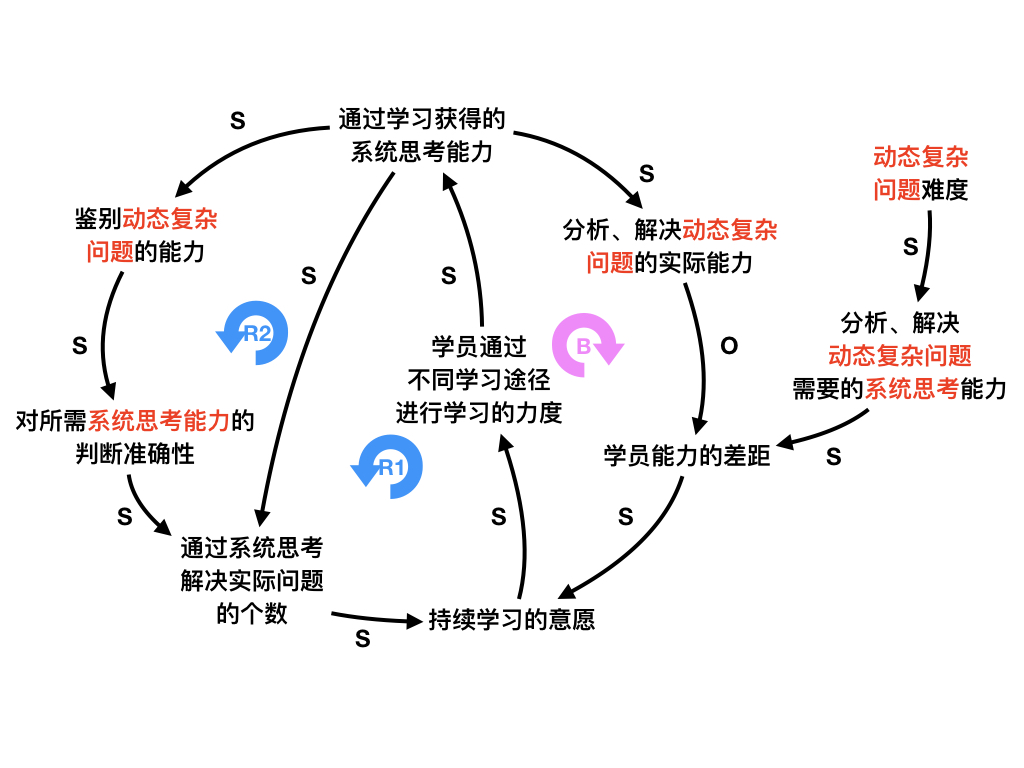 S
通过学习获得的
系统思考能力
S
动态复杂
问题难度
鉴别动态复杂
问题的能力
分析、解决动态复杂
问题的实际能力
S
S
S
S
R2
B
O
学员通过
不同学习途径
进行学习的力度
分析、解决
动态复杂问题
需要的系统思考能力
对所需系统思考能力的
判断准确性
R1
学员能力的差距
S
S
S
S
通过系统思考
解决实际问题
的个数
S
持续学习的意愿